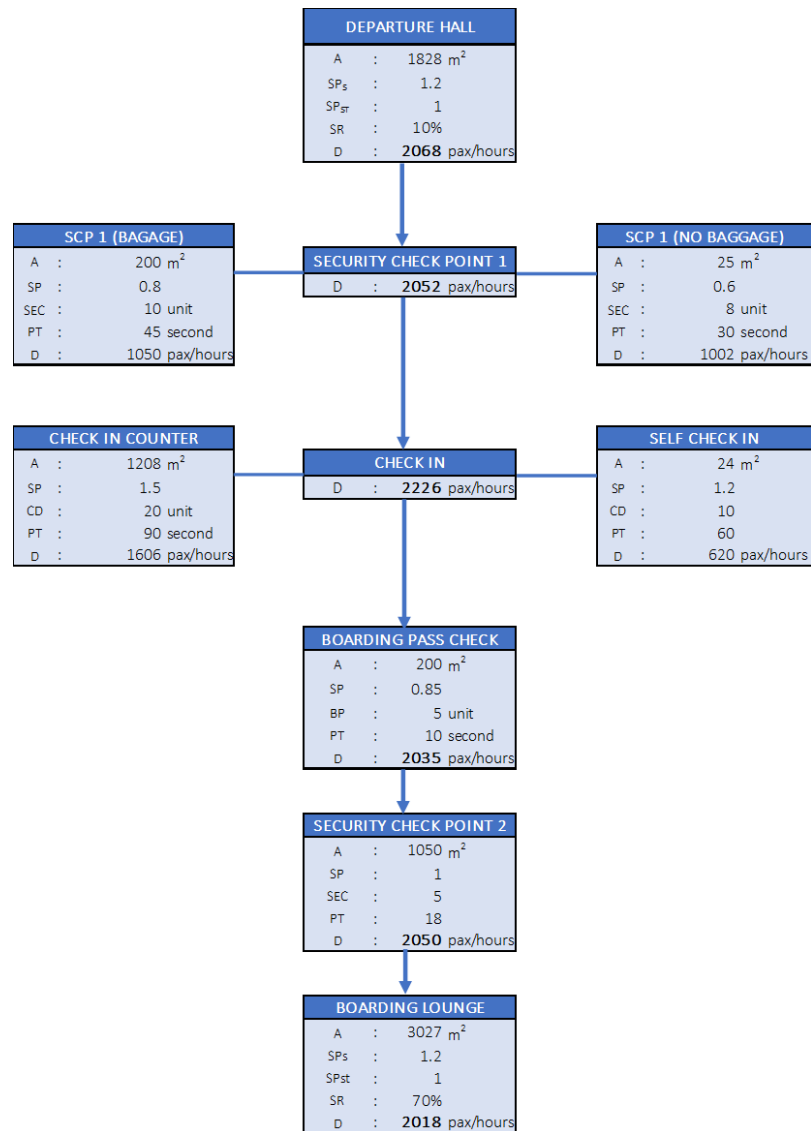 DEPARTURE HALL
A : 1828 m²
SPS : 1.2
SPST : 1
SR : 10%
D : 2068 pax/hours
SCP 1 (BAGAGE)
A : 200 m²
SP : 0.8
SEC : 10 unit
PT : 45 second
D : 1050 pax/hours
SECURITY CHECK POINT 1
D : 2052 pax/hours
SCP 1 (NO BAGGAGE)
A : 25 m²
SP : 0.6
SEC : 8 unit
PT : 30 second
D : 1002 pax/hours
CHECK IN COUNTER
A : 1208 m²
SP : 1.5
CD : 20 unit
PT : 90 second
D : 1606 pax/hours
CHECK IN
D : 2226 pax/hours
SELF CHECK IN
A : 24 m²
SP : 1.2
CD : 10
PT : 60
D : 620 pax/hours
BOARDING PASS CHECK
A : 200 m²
SP : 0.85
BP : 5 unit
PT : 10 second
D : 2035 pax/hours
SECURITY CHECK POINT 2
A : 1050 m²
SP : 1
SEC : 5
PT : 18
D : 2050 pax/hours
BOARDING LOUNGE
A : 3027 m²
SPs : 1.2
SPst : 1
SR : 70%
D : 2018 pax/hours